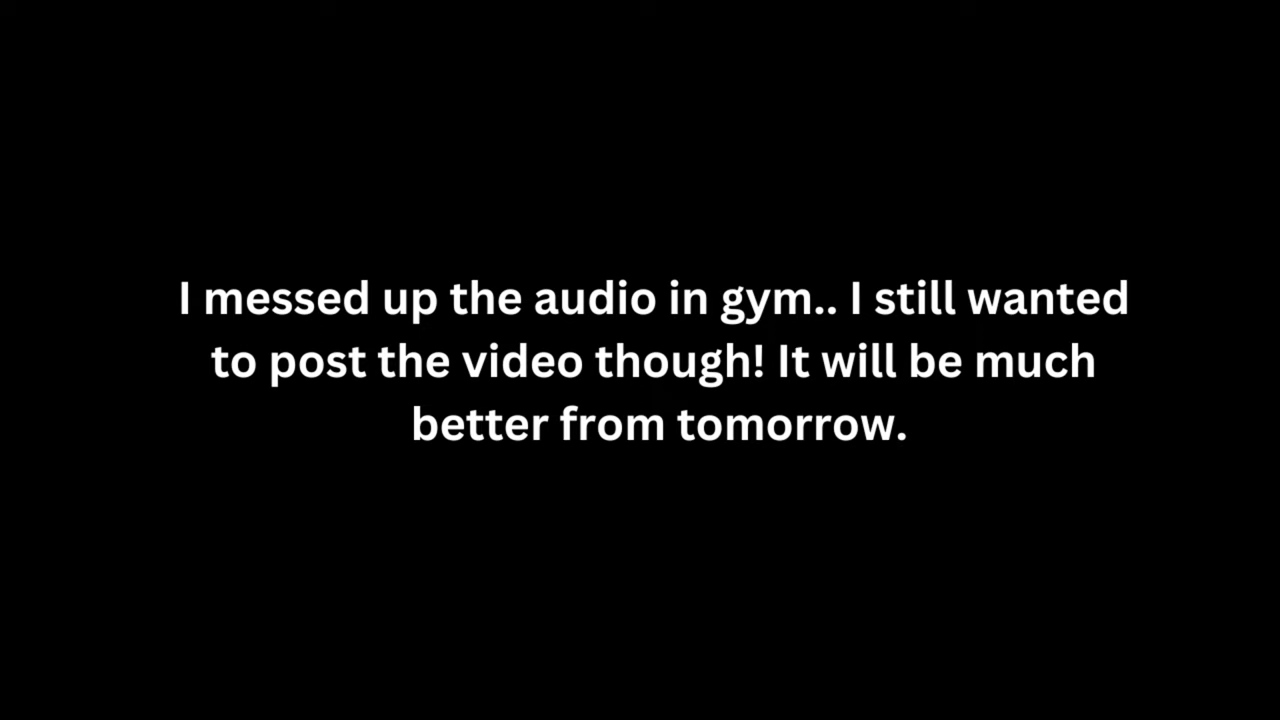 I messed up the audio in gym.. I still wanted
to post the video though! It will be much
better from tomorrow.